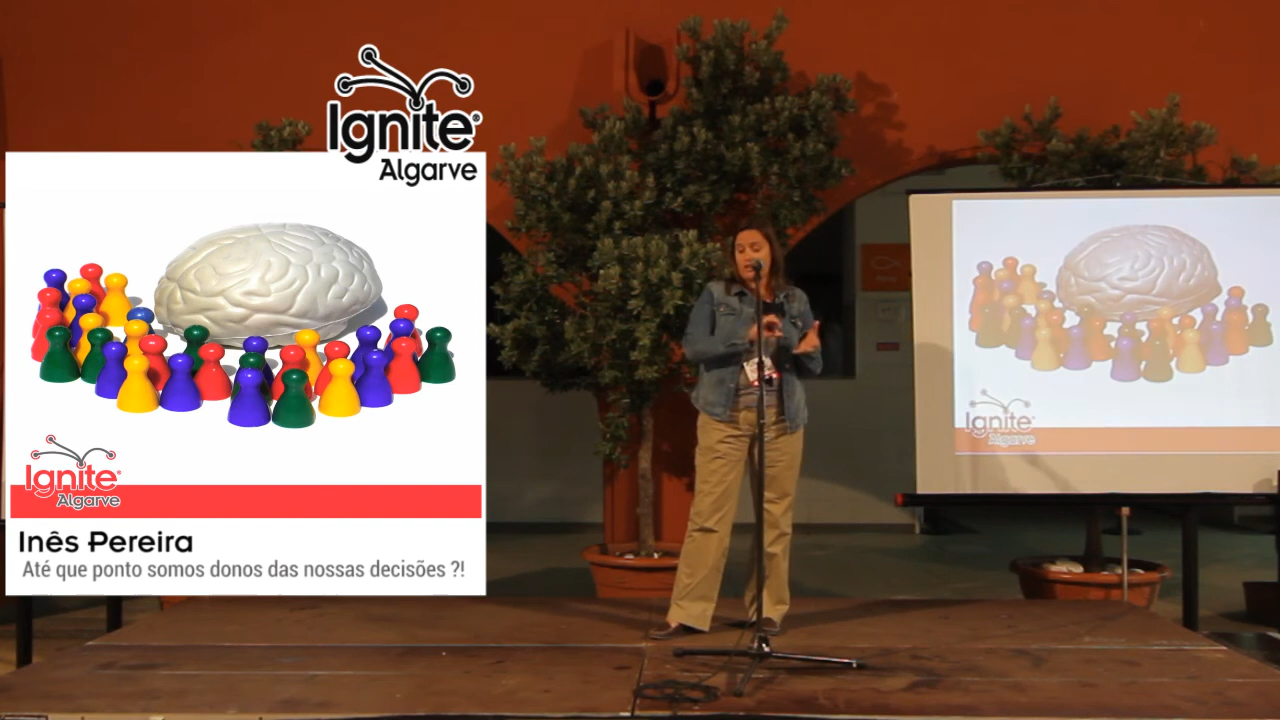 Ignite
Algarve
Ignite
Algarve
Inês Pereira
Até que ponto somos donos das nossas decisões ?!
Ignite
Algarve